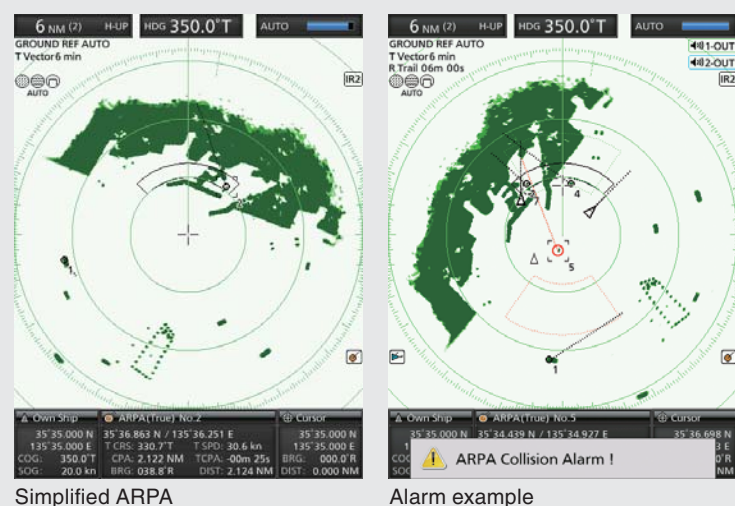 6 NM (2) H-UP HDG 350.0°T AUTO
GROUND REF AUTO
T Vector 6 min
IR2
AUTO
2
1
Own Ship ARPA(True) No.2 Cursor
35°35.000 N 35°36.863 N / 135°36.251 E 35°35.000 N
135°35.000 E T CRS: 330.7°T T SPD: 30.6 kn 135°35.000 E
COG: 350.0°T CPA: 2.122 NM TCPA: -00m 25s BRG: 000.0°R
SOG: 20.0 kn BRG: 038.8°R DIST: 2.124 NM DIST: 0.000 NM
Simplified ARPA
6 NM (2) H-UP HDG 350.0°T AUTO
GROUND REF AUTO
T Vector 6 min
R Trail 06m 00s
1-OUT
2-OUT
IR2
AUTO
4
7
5
1
Own Ship ARPA(True) No.5 Cursor
35°35.000 N 35°34.439 N / 135°34.927 E 36°36.698 N
ARPA Collision Alarm !
Alarm example